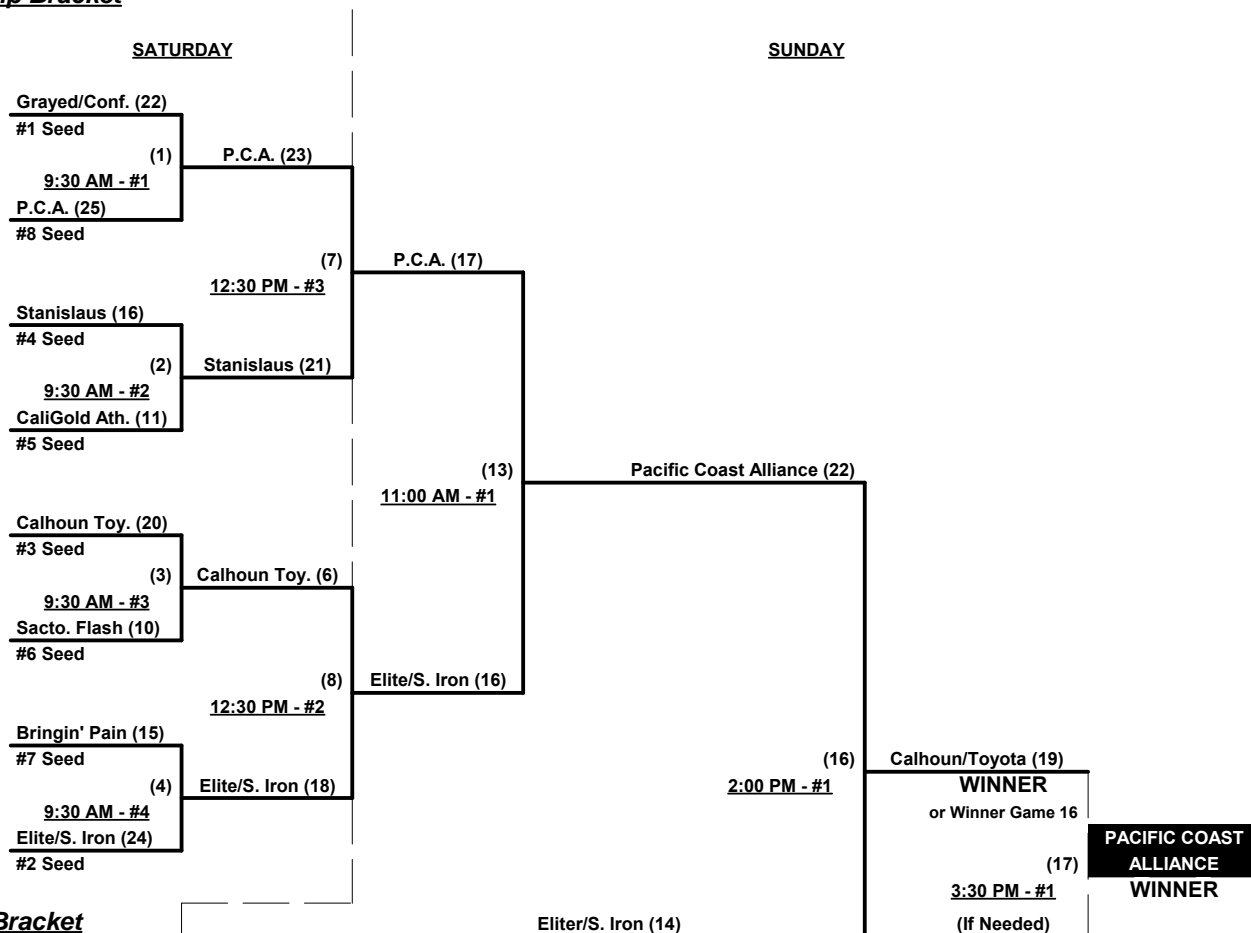 p Bracket
SATURDAY
SUNDAY
Grayed/Conf. (22)
#1 Seed
(1)
P.C.A. (23)
9:30 AM - #1
P.C.A. (25)
#8 Seed
(7)
P.C.A. (17)
12:30 PM - #3
Stanislaus (16)
#4 Seed
(2)
Stanislaus (21)
9:30 AM - #2
CaliGold Ath. (11)
#5 Seed
(13)
Pacific Coast Alliance (22)
11:00 AM - #1
Calhoun Toy. (20)
#3 Seed
(3)
Calhoun Toy. (6)
9:30 AM - #3
Sacto. Flash (10)
#6 Seed
(8)
Elite/S. Iron (16)
12:30 PM - #2
Bringin' Pain (15)
#7 Seed
(4)
Elite/S. Iron (18)
9:30 AM - #4
Elite/S. Iron (24)
#2 Seed
(16)
Calhoun/Toyota (19)
2:00 PM - #1
WINNER
or Winner Game 16
PACIFIC COAST
(17)
ALLIANCE
3:30 PM - #1
WINNER
Bracket
Eliter/S. Iron (14)
(If Needed)